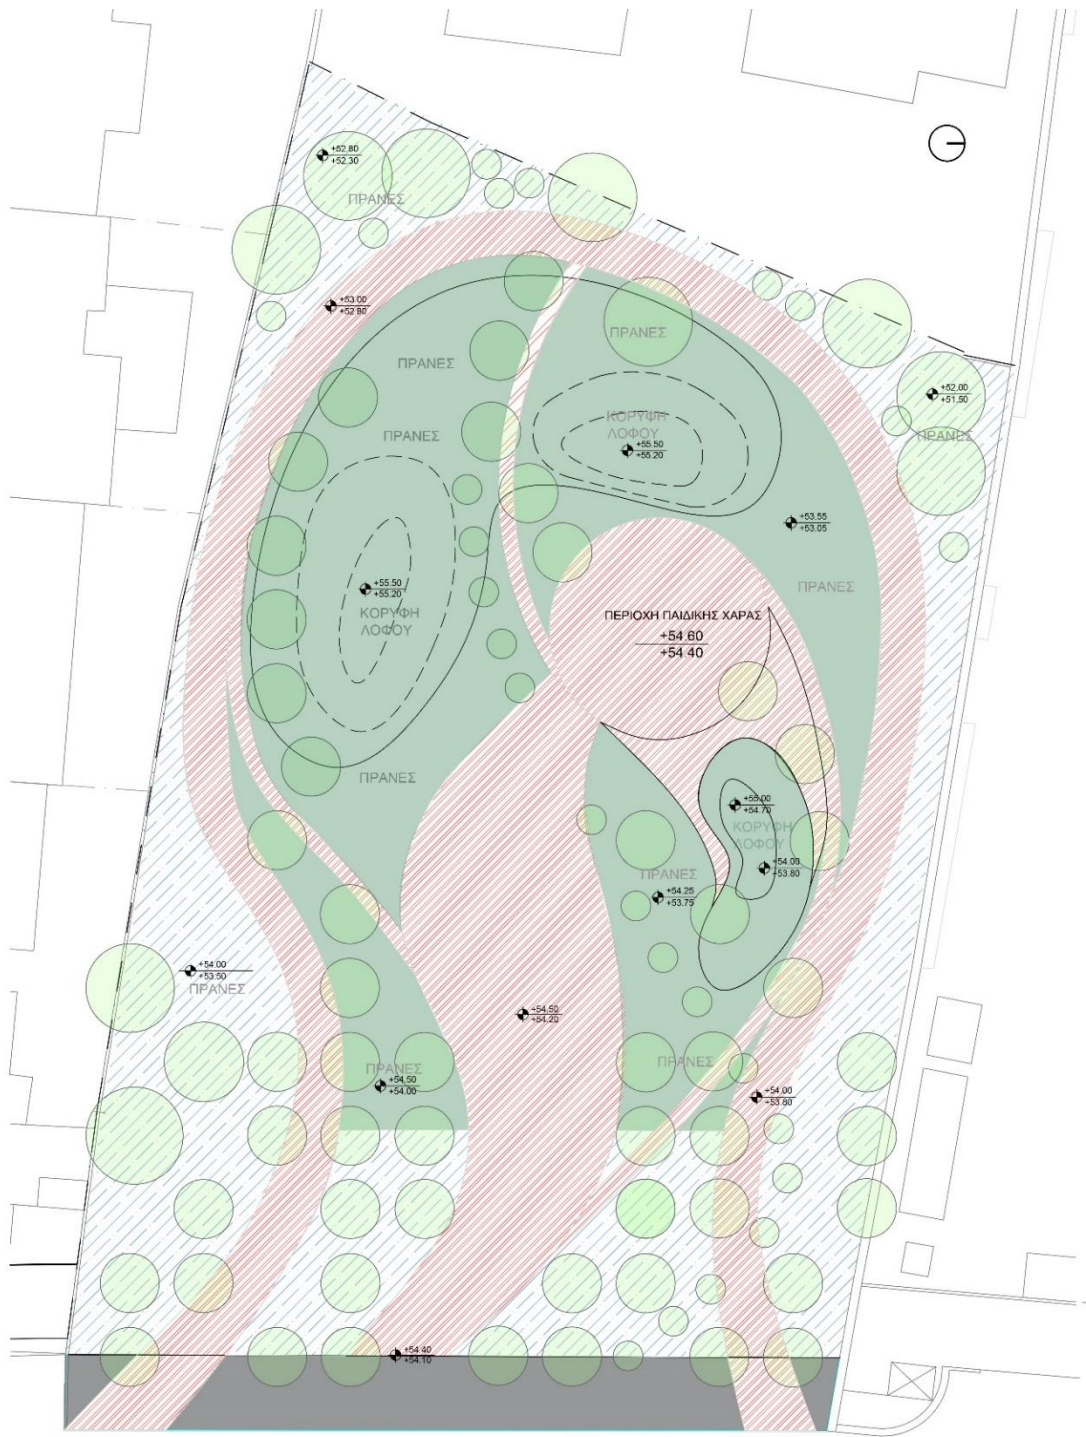 +52.80
+52.30
ΠΡΑΝΕΣ
+53.00
+52.80
ΠΡΑΝΕΣ
ΠΡΑΝΕΣ
+52.00
+51.50
ΠΡΑΝΕΣ
ΠΡΑΝΕΣ
ΚΟΡΥΦΗ
ΛΟΦΟΥ
+55.50
+55.20
+53.55
+53.05
ΠΡΑΝΕΣ
+55.50
+55.20
ΚΟΡΥΦΗ
ΛΟΦΟΥ
ΠΕΡΙΟΧΗ ΠΑΙΔΙΚΗΣ ΧΑΡΑΣ
+54.60
+54.40
ΠΡΑΝΕΣ
+55.00
+54.70
ΚΟΡΥΦΗ
ΛΟΦΟΥ
+54.00
+53.80
ΠΡΑΝΕΣ
+54.25
+53.75
+54.00
+53.50
ΠΡΑΝΕΣ
+54.50
+54.20
ΠΡΑΝΕΣ
ΠΡΑΝΕΣ
+54.50
+54.00
+54.00
+53.80
+54.40
+54.10